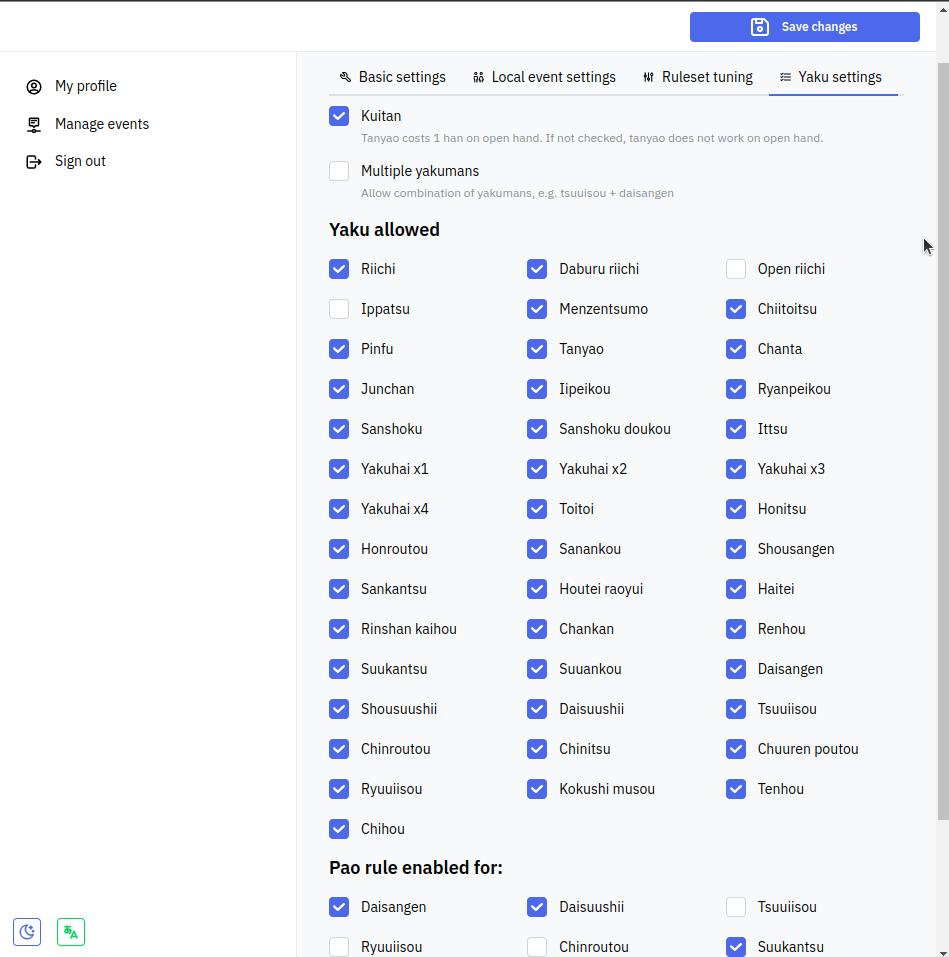 Save changes
My profile
Manage events
Sign out
Basic settings Local event settings Ruleset tuning Yaku settings
Kuitan
Tanyao costs 1 han on open hand. If not checked, tanyao does not work on open hand.
Multiple yakumans
Allow combination of yakumans, e.g. tsuuisou + daisangen
Yaku allowed
Riichi Daburu riichi Open riichi
Ippatsu Menzentsumo Chiitoitsu
Pinfu Tanyao Chanta
Junchan Iipeikou Ryanpeikou
Sanshoku Sanshoku doukou Ittsu
Yakuhai x1 Yakuhai x2 Yakuhai x3
Yakuhai x4 Toitoi Honitsu
Honroutou Sanankou Shousangen
Sankantsu Houtei raoyui Haitei
Rinshan kaihou Chankan Renhou
Suukantsu Suuankou Daisangen
Shousuushii Daisuushii Tsuuiisou
Chinroutou Chinitsu Chuuren poutou
Ryuuiisou Kokushi musou Tenhou
Chihou
Pao rule enabled for:
Daisangen Daisuushii Tsuuiisou
Ryuuiisou Chinroutou Suukantsu